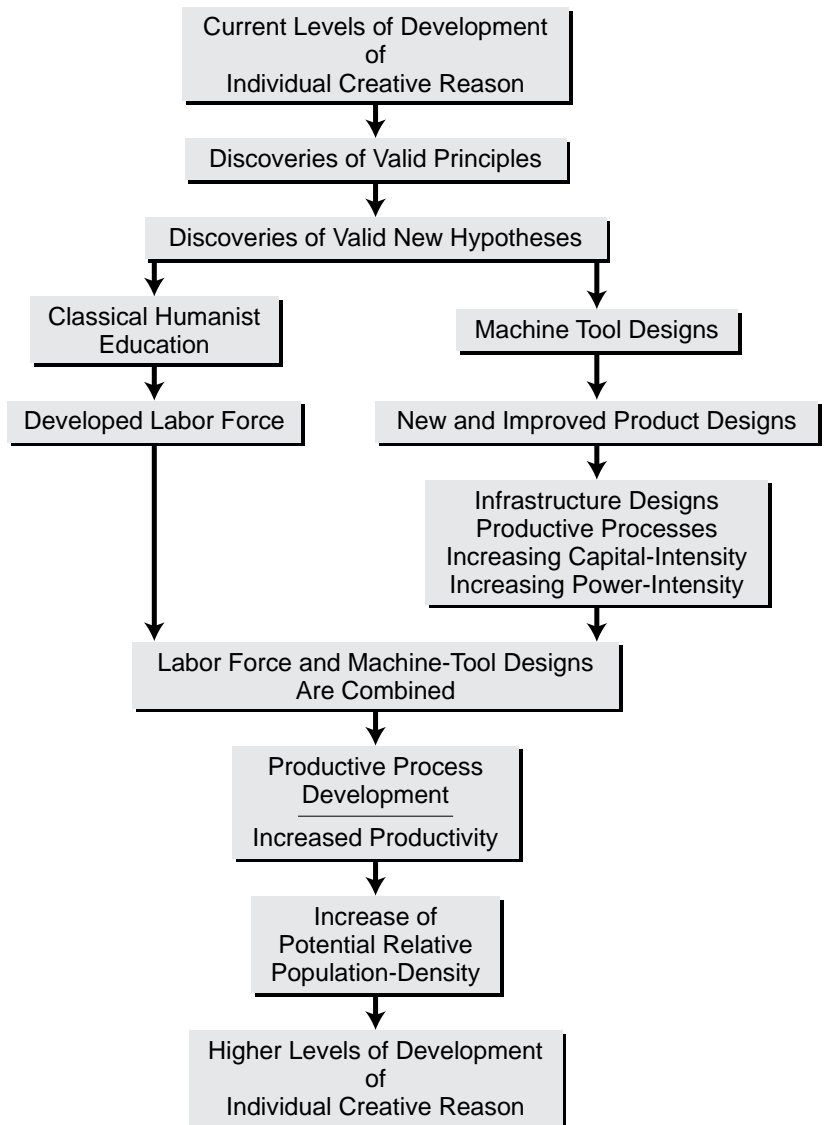 Current Levels of Development
of
Individual Creative Reason
Discoveries of Valid Principles
Discoveries of Valid New Hypotheses
Classical Humanist
Education
Machine Tool Designs
Developed Labor Force
New and Improved Product Designs
Infrastructure Designs
Productive Processes
Increasing Capital-Intensity
Increasing Power-Intensity
Labor Force and Machine-Tool Designs
Are Combined
Productive Process
Development
Increased Productivity
Increase of
Potential Relative
Population-Density
Higher Levels of Development
of
Individual Creative Reason